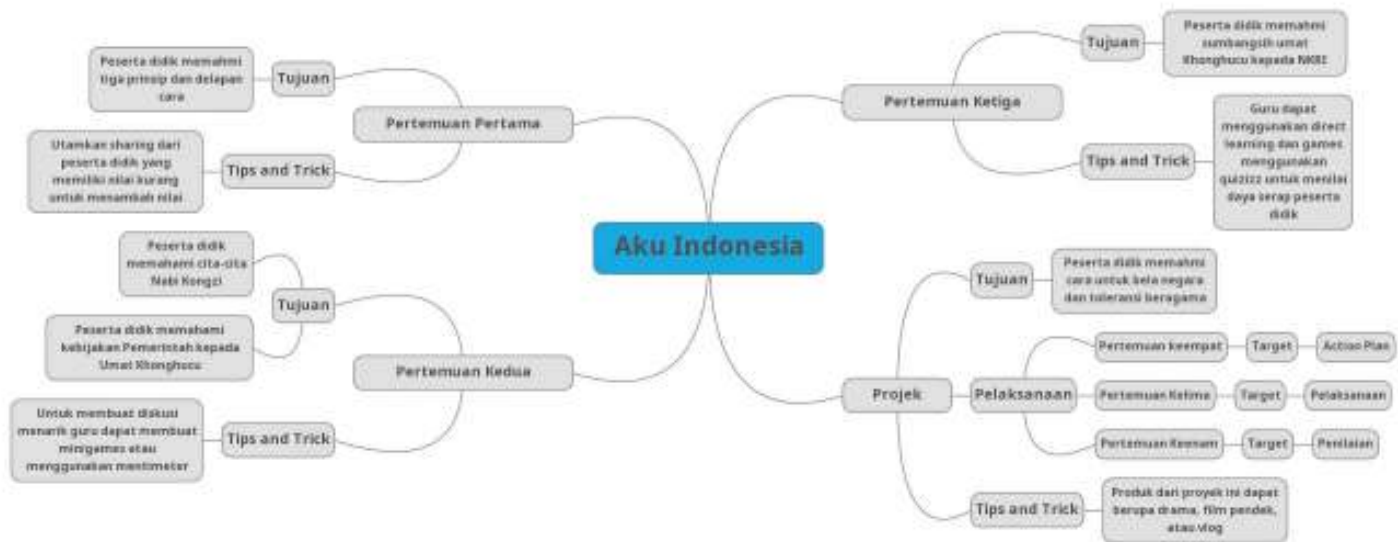 Aku Indonesia
Pertemuan Pertama
Tujuan
Peserta didik memahmi
tiga prinsip dan delapan
cara
Tips and Trick
Utamkan sharing dari
peserta didik yang
memiliki nilai kurang
untuk menambah nilai
Pertemuan Kedua
Tujuan
Peserta didik
memahami cita-cita
Nabi Kongzi
Peserta didik memahami
kebijakan Pemerintah kepada
Umat Khonghucu
Tips and Trick
Untuk membuat diskusi
menarik guru dapat membuat
minigames atau
menggunakan mentimeter
Pertemuan Ketiga
Tujuan
Peserta didik memahmi
sumbangsih umat
Khonghucu kapada NKRI
Tips and Trick
Guru dapat
menggunakan direct
learning dan games
menggunakan
quizizz untuk menilai
daya serap peserta
didik
Projek
Tujuan
Peserta didik memahmi
cara untuk bela negara
dan toleransi beragama
Pelaksanaan
Pertemuan keempat
Target
Action Plan
Pertemuan Kelima
Target
Pelaksanaan
Pertemuan Keenam
Target
Penilaian
Tips and Trick
Produk dari proyek ini dapat
berupa drama, film pendek,
atau vlog